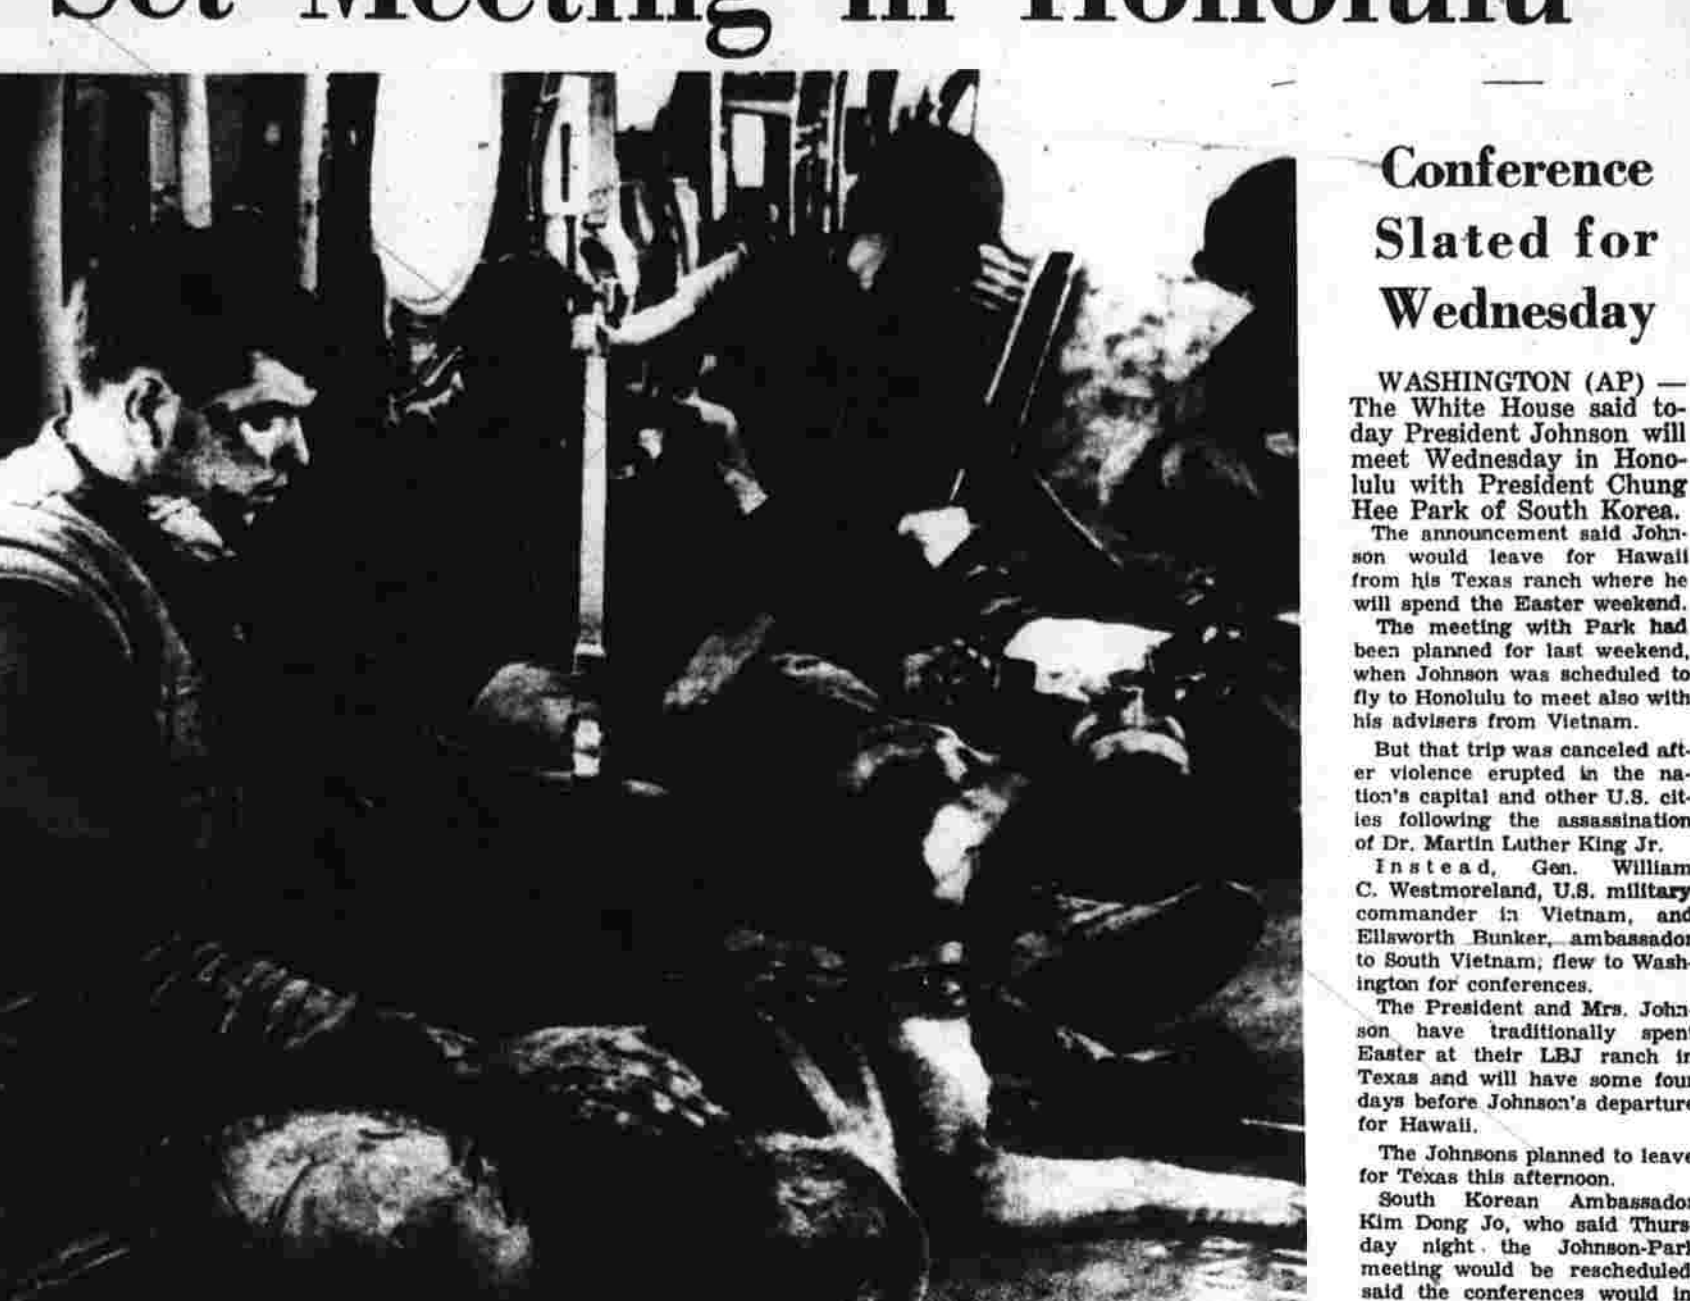 Set Meeting in Honolulu
Conference
Slated for
Wednesday
WASHINGTON (AP) —
The White House said to-
day President Johnson will
meet Wednesday in Hono-
lulu with President Chung
Hee Park of South Korea.
The announcement said John-
son would leave for Hawaii
from his Texas ranch where he
will spend the Easter weekend.
The meeting with Park had
been planned for last weekend,
when Johnson was scheduled to
fly to Honolulu to meet also with
his advisers from Vietnam.
But that trip was canceled aft-
er violence erupted in the na-
tion's capital and other U.S. cit-
ies following the assassination
of Dr. Martin Luther King Jr.
Instead, Gen. William
C. Westmoreland, U.S. military
commander in Vietnam, and
Ellsworth Bunker, ambassador
to South Vietnam, flew to Wash-
ington for conferences.
The President and Mrs. John-
son have traditionally spent
Easter at their LBJ ranch in
Texas and will have some four
days before Johnson's departure
for Hawaii.
The Johnsons planned to leave
for Texas this afternoon.
South Korean Ambassador
Kim Dong Jo, who said Thurs-
day night the Johnson-Park
meeting would be rescheduled,
said the conferences would in